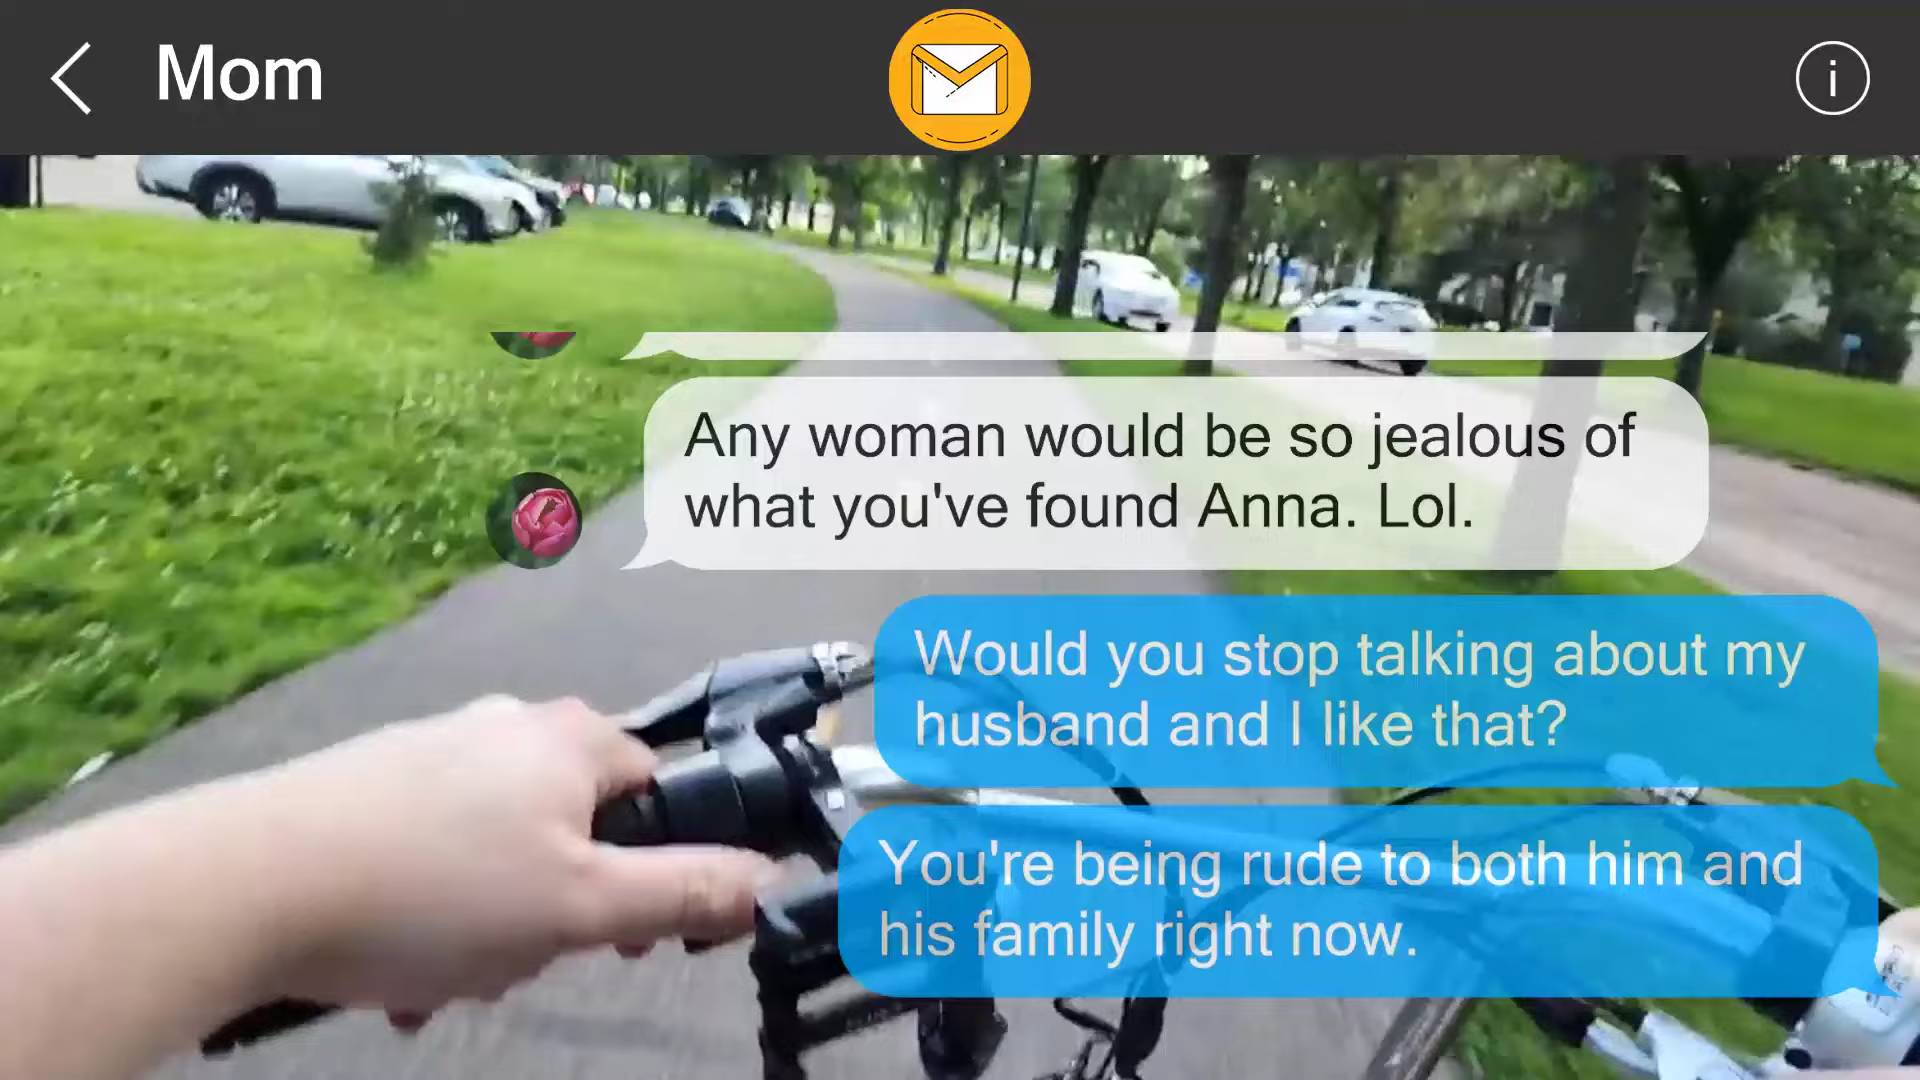 Mom
Any woman would be so jealous of
what you've found Anna. Lol.
Would you stop talking about my
husband and I like that?
You're being rude to both him and
his family right now.